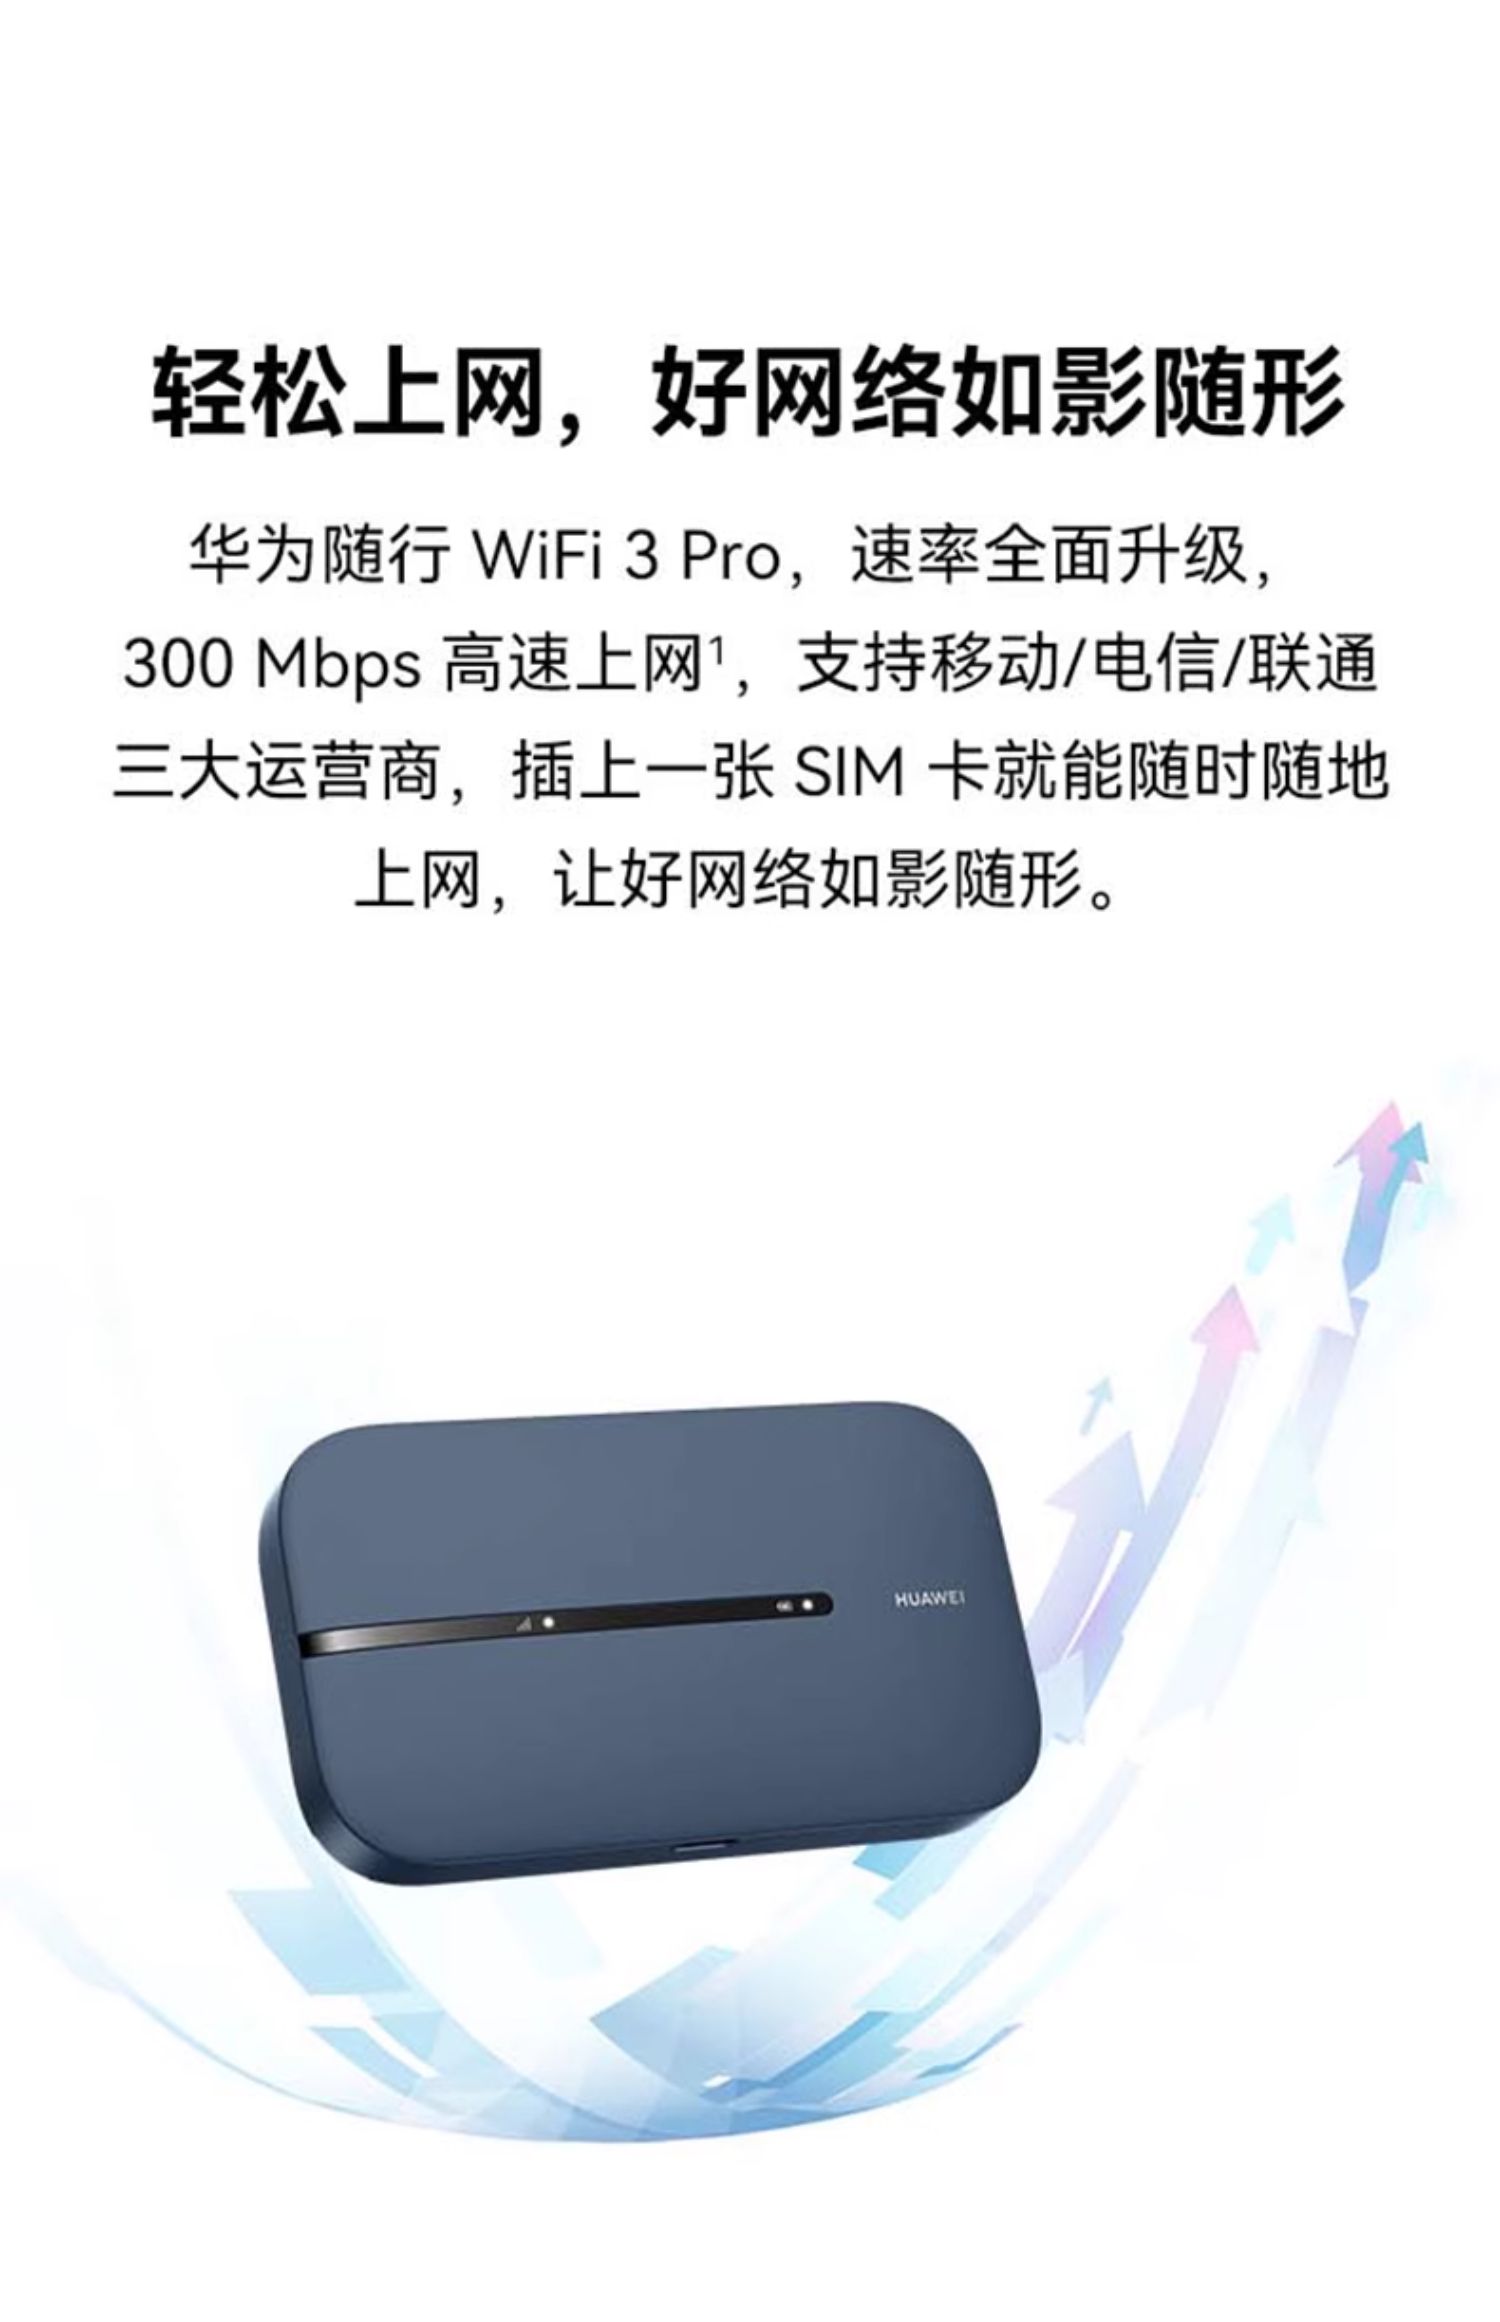 轻松上网，好网络如影随形
华为随行 WiFi 3 Pro，速率全面升级，
300 Mbps 高速上网¹，支持移动/电信/联通
三大运营商，插上一张 SIM 卡就能随时随地
上网，让好网络如影随形。
HUAWEI